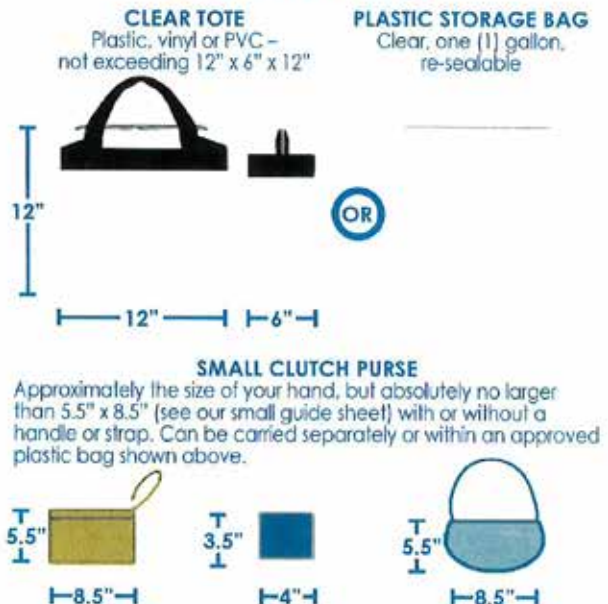 CLEAR TOTE
Plastic, vinyl or PVC –
not exceeding 12" x 6" x 12"
PLASTIC STORAGE BAG
Clear, one (1) gallon,
re-sealable
12"
OR
12"
6"
SMALL CLUTCH PURSE
Approximately the size of your hand, but absolutely no larger
than 5.5" x 8.5" (see our small guide sheet) with or without a
handle or strap. Can be carried separately or within an approved
plastic bag shown above.
5.5"
3.5"
5.5"
8.5"
4"
8.5"